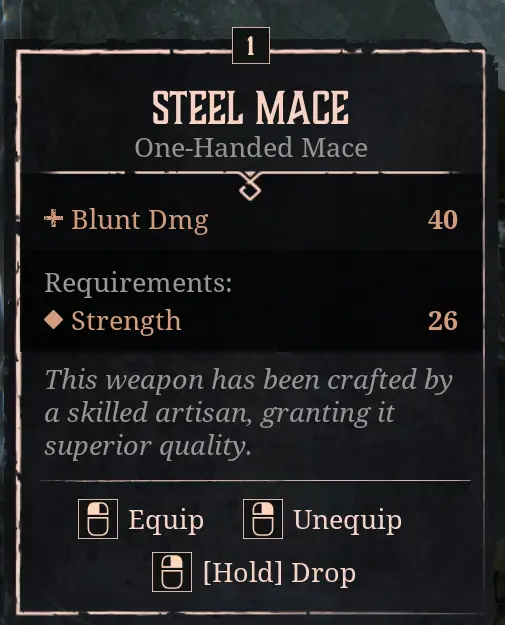 1
STEEL MACE
One-Handed Mace
Blunt Dmg 40
Requirements:
Strength 26
This weapon has been crafted by
a skilled artisan, granting it
superior quality.
Equip Unequip
[Hold] Drop